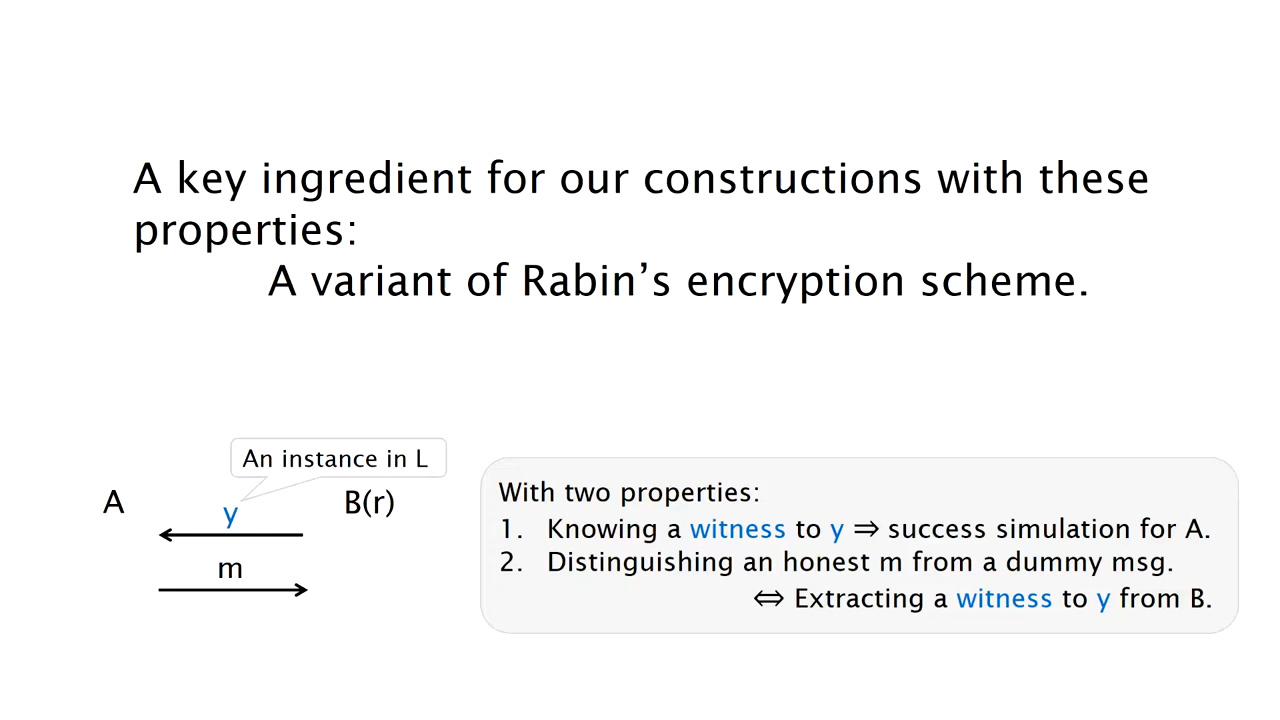 A key ingredient for our constructions with these
properties:
A variant of Rabin’s encryption scheme.
An instance in L
A
y
B(r)
m
With two properties:
1. Knowing a witness to y ⇒ success simulation for A.
2. Distinguishing an honest m from a dummy msg.
⇔ Extracting a witness to y from B.